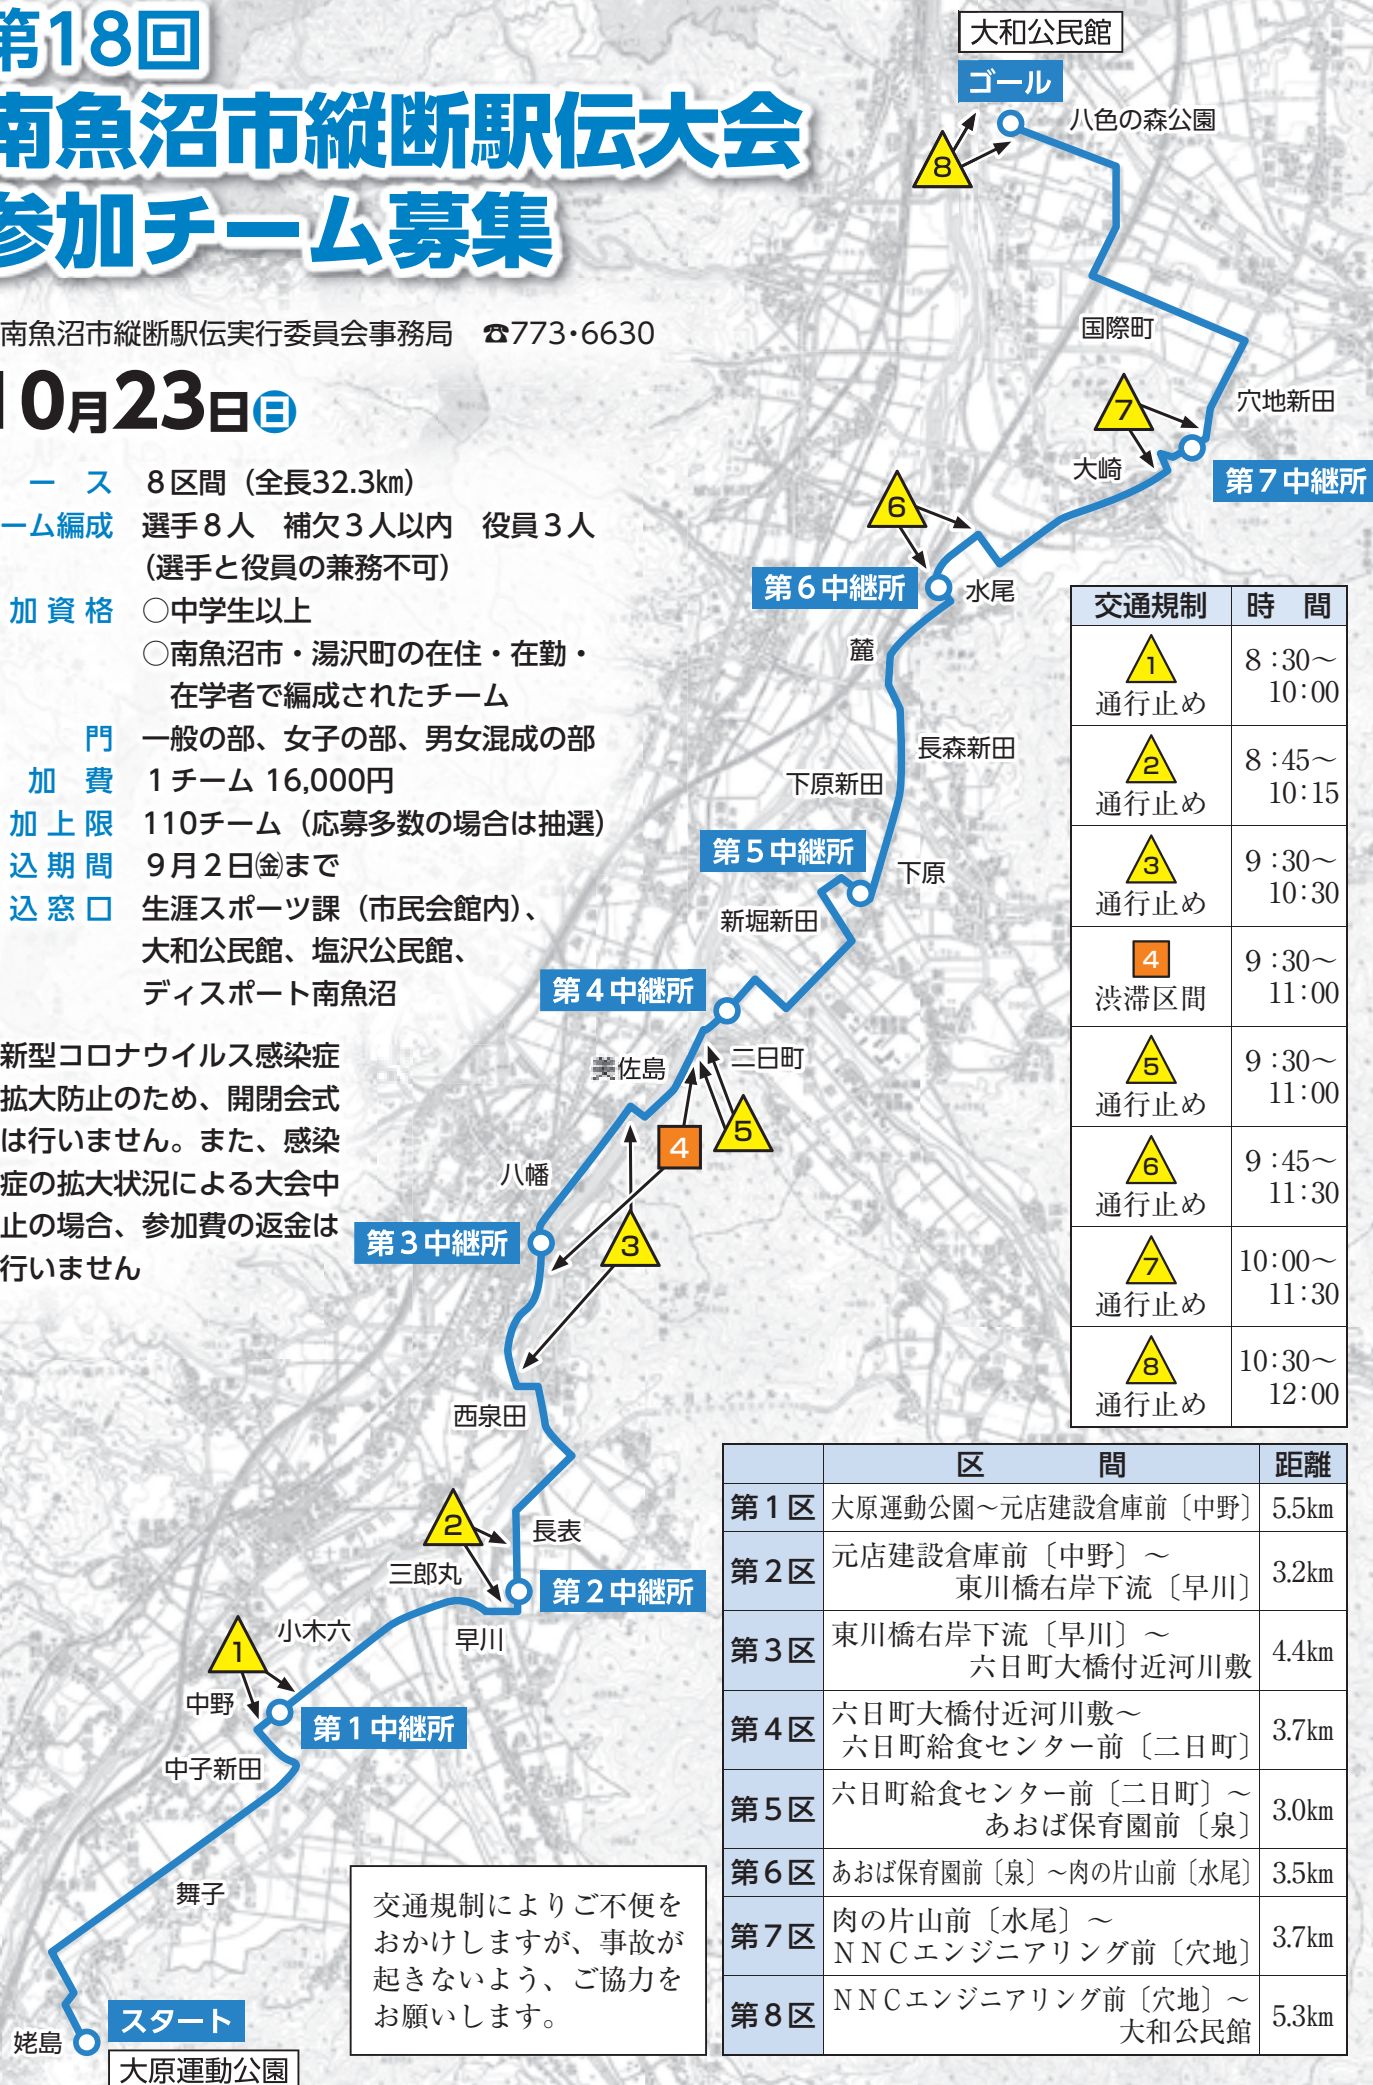 第18回
南魚沼市縦断駅伝大会
参加チーム募集
南魚沼市縦断駅伝実行委員会事務局 ☎773・6630
10月23日㊐
ース 8区間（全長32.3㎞）
ーム編成 選手8人 補欠3人以内 役員3人
（選手と役員の兼務不可）
加資格 ○中学生以上
○南魚沼市・湯沢町の在住・在勤・
在学者で編成されたチーム
門 一般の部、女子の部、男女混成の部
加費 1チーム 16,000円
加上限 110チーム（応募多数の場合は抽選）
込期間 9月2日㈮まで
込窓口 生涯スポーツ課（市民会館内）、
大和公民館、塩沢公民館、
ディスポート南魚沼
新型コロナウイルス感染症
拡大防止のため、開閉会式
は行いません。また、感染
症の拡大状況による大会中
止の場合、参加費の返金は
行いません
大和公民館
ゴール
八色の森公園
8
国際町
7
穴地新田
大崎
第7中継所
6
第6中継所
水尾
麓
長森新田
下原新田
第5中継所
下原
新堀新田
第4中継所
二日町
美佐島
5
4
八幡
第3中継所
3
西泉田
2
長表
三郎丸
第2中継所
早川
小木六
1
中野
第1中継所
中子新田
舞子
スタート
姥島
大原運動公園
交通規制 時間
1 通行止め 8:30～10:00
2 通行止め 8:45～10:15
3 通行止め 9:30～10:30
4 渋滞区間 9:30～11:00
5 通行止め 9:30～11:00
6 通行止め 9:45～11:30
7 通行止め 10:00～11:30
8 通行止め 10:30～12:00
区間 距離
第1区 大原運動公園～元店建設倉庫前〔中野〕 5.5km
第2区 元店建設倉庫前〔中野〕～
東川橋右岸下流〔早川〕 3.2km
第3区 東川橋右岸下流〔早川〕～
六日町大橋付近河川敷 4.4km
第4区 六日町大橋付近河川敷～
六日町給食センター前〔二日町〕 3.7km
第5区 六日町給食センター前〔二日町〕～
あおば保育園前〔泉〕 3.0km
第6区 あおば保育園前〔泉〕～肉の片山前〔水尾〕 3.5km
第7区 肉の片山前〔水尾〕～
NNCエンジニアリング前〔穴地〕 3.7km
第8区 NNCエンジニアリング前〔穴地〕～
大和公民館 5.3km
交通規制によりご不便を
おかけしますが、事故が
起きないよう、ご協力を
お願いします。